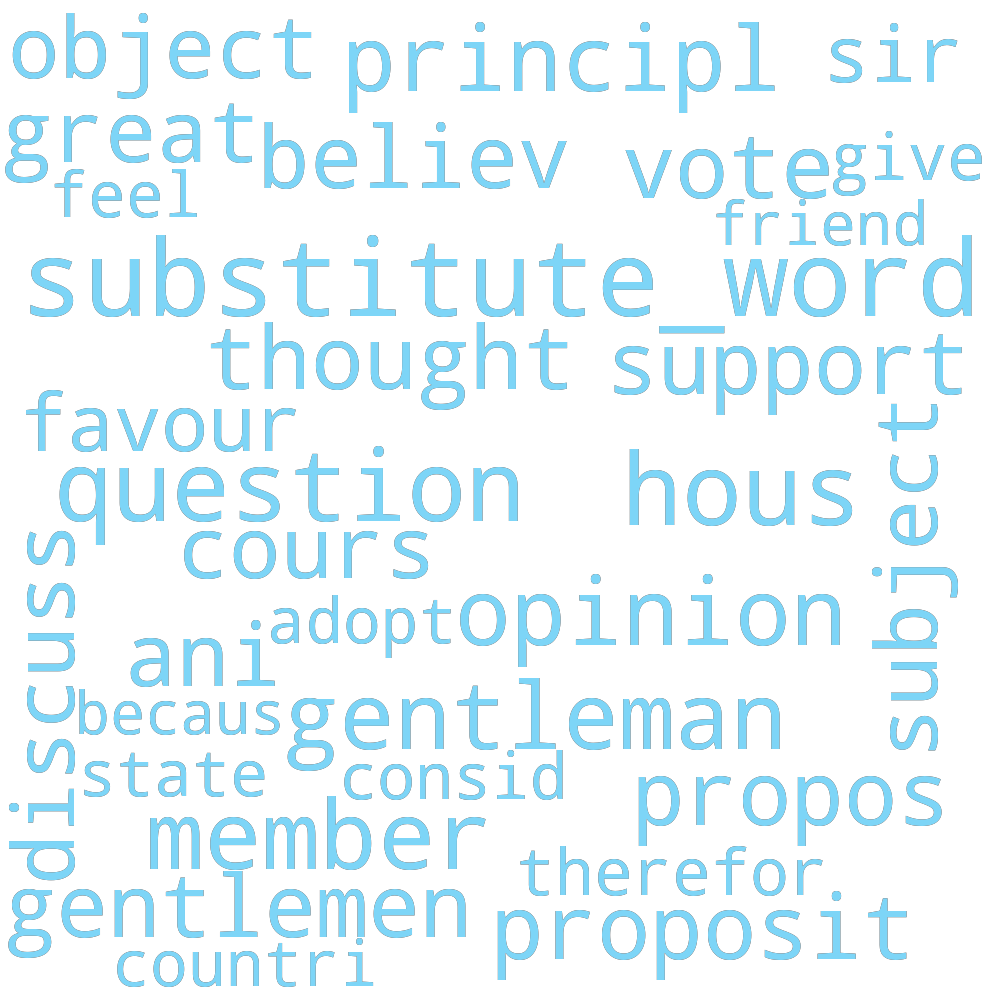 object principl sir
great believ vote give
feel friend
substitute_word
thought support
favour
question hous
subject
cours
discuss
adopt opinion
ani
becaus gentleman
state consid propos
member
therefor
gentlemen proposit
countri